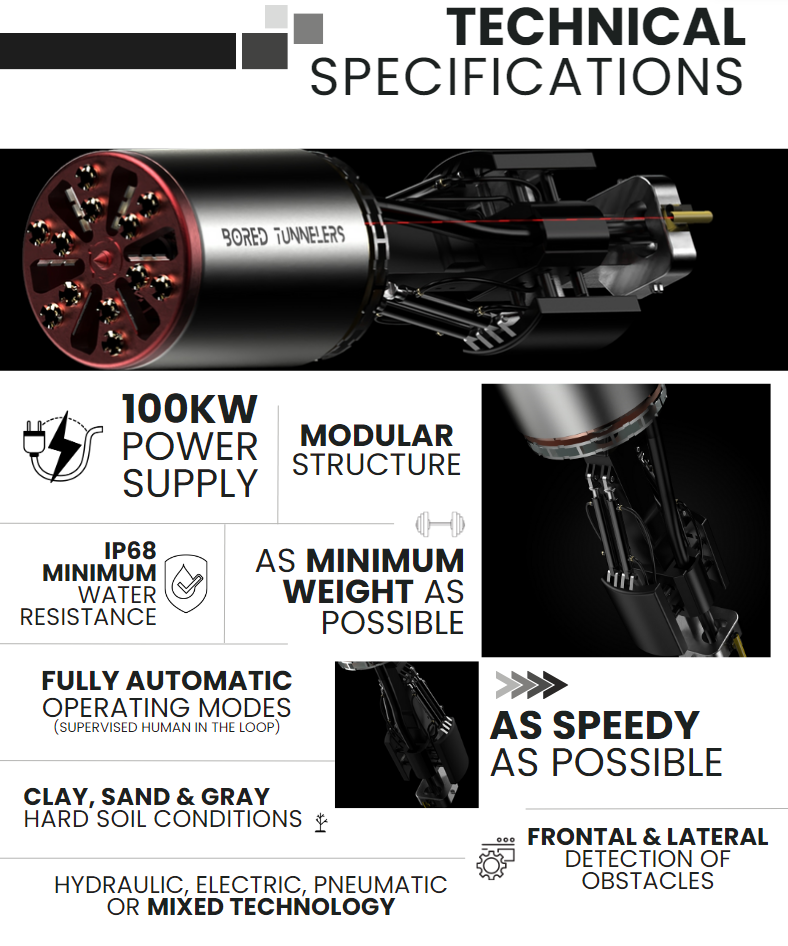 TECHNICAL
SPECIFICATIONS
BORED TUNNELERS
100KW
POWER
SUPPLY
MODULAR
STRUCTURE
IP68
MINIMUM
WATER
RESISTANCE
AS MINIMUM
WEIGHT AS
POSSIBLE
FULLY AUTOMATIC
OPERATING MODES
(SUPERVISED HUMAN IN THE LOOP)
AS SPEEDY
AS POSSIBLE
CLAY, SAND & GRAY
HARD SOIL CONDITIONS
FRONTAL & LATERAL
DETECTION OF
OBSTACLES
HYDRAULIC, ELECTRIC, PNEUMATIC
OR MIXED TECHNOLOGY